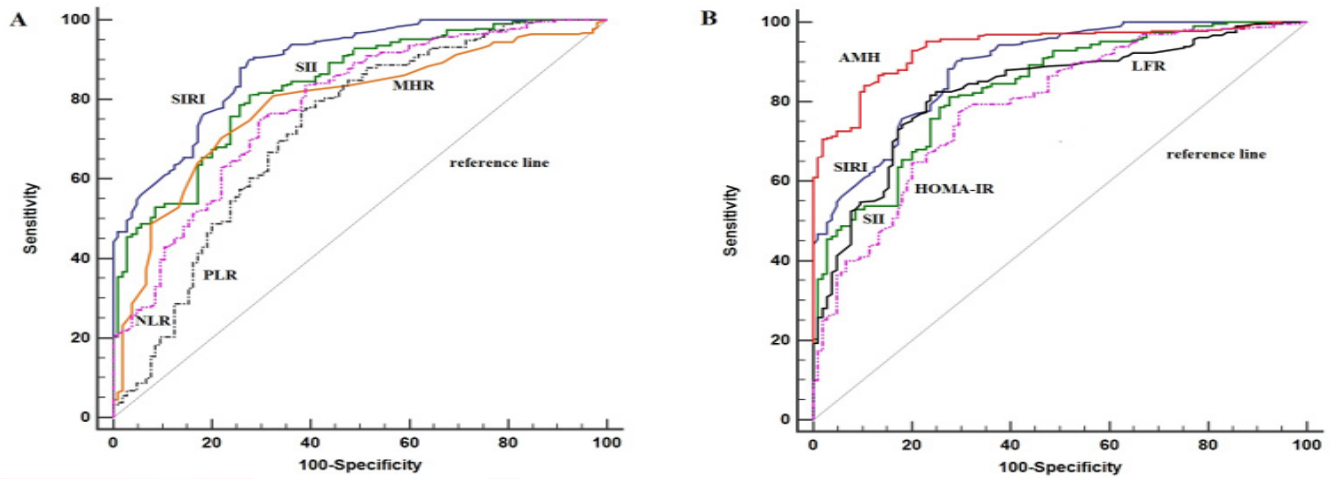 A
100
80
60
40
20
0
Sensitivity
SIRI
SII
MHR
reference line
PLR
NLR
0 20 40 60 80 100
100-Specificity
B
100
80
60
40
20
0
Sensitivity
AMH
LFR
SIRI
reference line
HOMA-IR
SII
0 20 40 60 80 100
100-Specificity